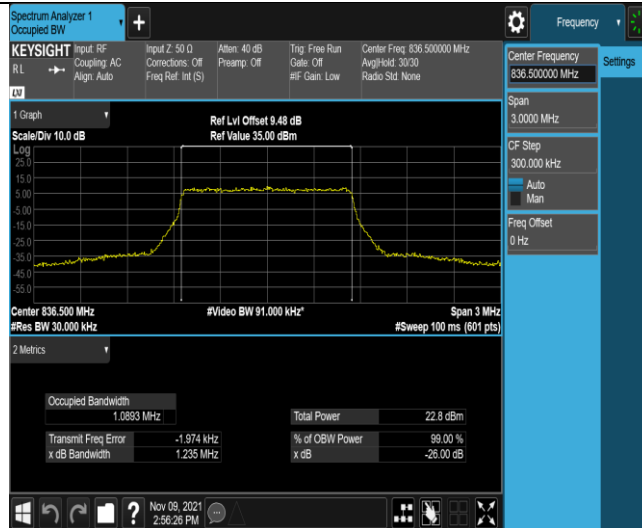 Spectrum Analyzer 1
Occupied BW
Frequency
KEYSIGHT
Input: RF
Input Z: 50 Ω
Atten: 40 dB
Trig: Free Run
Center Freq: 836.500000 MHz
RL
Coupling: AC
Corrections: Off
Preamp: Off
Gate: Off
Avg|Hold: 30/30
Align: Auto
Freq Ref: Int (S)
#IF Gain: Low
Radio Std: None
LXI
Center Frequency
836.500000 MHz
Settings
Span
3.0000 MHz
CF Step
300.000 kHz
Auto
Man
Freq Offset
0 Hz
1 Graph
Ref Lvl Offset 9.48 dB
Scale/Div 10.0 dB
Ref Value 35.00 dBm
Log
25.0
15.0
5.00
-5.00
-15.0
-25.0
-35.0
-45.0
-55.0
Center 836.500 MHz
#Video BW 91.000 kHz*
Span 3 MHz
#Res BW 30.000 kHz
#Sweep 100 ms (601 pts)
2 Metrics
Occupied Bandwidth
1.0893 MHz
Total Power
22.8 dBm
Transmit Freq Error
-1.974 kHz
% of OBW Power
99.00 %
x dB Bandwidth
1.235 MHz
x dB
-26.00 dB
?
Nov 09, 2021
2:56:26 PM